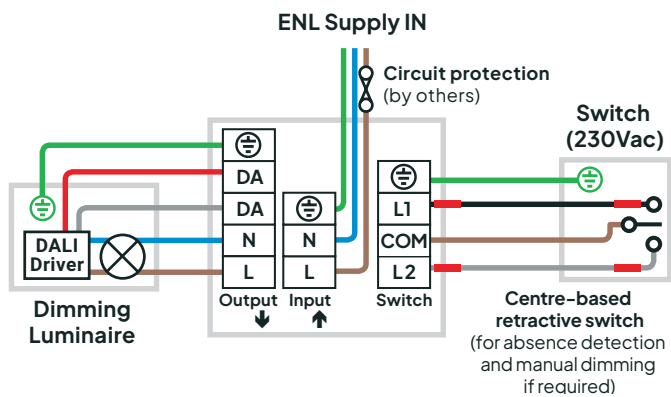 ENL Supply IN
Circuit protection
(by others)
Switch
(230Vac)
DA
DA
N
L
Output
N
L
Input
L1
COM
L2
Switch
DALI
Driver
Dimming
Luminaire
Centre-based
retractive switch
(for absence detection
and manual dimming
if required)